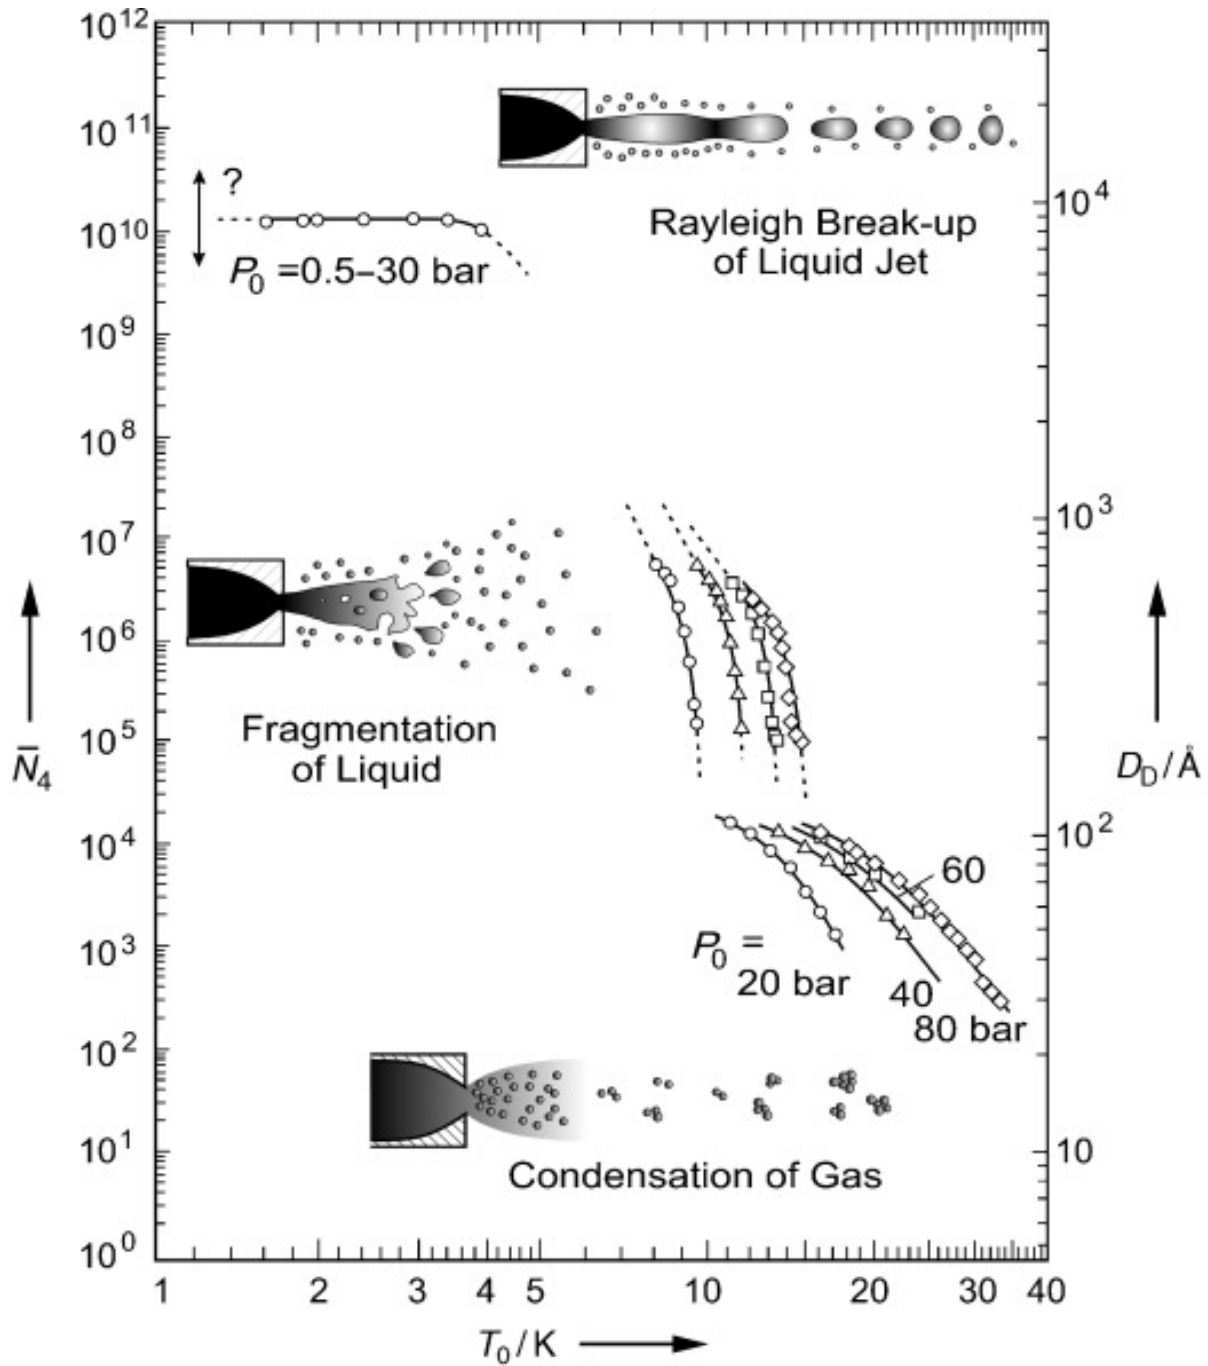 10¹²
10¹¹
10¹⁰
10⁹
10⁸
10⁷
10⁶
10⁵
10⁴
10³
10²
10¹
10⁰
N̄₄
?
P₀ =0.5–30 bar
Rayleigh Break-up
of Liquid Jet
Fragmentation
of Liquid
P₀ =
20 bar
40
60
80 bar
Condensation of Gas
10⁴
10³
10²
10
D_D / Å
1 2 3 4 5 10 20 30 40
T₀ / K